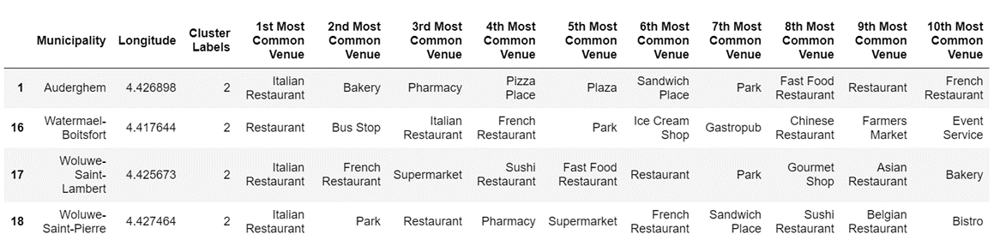 Municipality Longitude Cluster Labels 1st Most Common Venue 2nd Most Common Venue 3rd Most Common Venue 4th Most Common Venue 5th Most Common Venue 6th Most Common Venue 7th Most Common Venue 8th Most Common Venue 9th Most Common Venue 10th Most Common Venue
1 Auderghem 4.426898 2 Italian Restaurant Bakery Pharmacy Pizza Place Plaza Sandwich Place Park Fast Food Restaurant Restaurant French Restaurant
16 Watermael-Boitsfort 4.417644 2 Restaurant Bus Stop Italian Restaurant French Restaurant Park Ice Cream Shop Gastropub Chinese Restaurant Farmers Market Event Service
17 Woluwe-Saint-Lambert 4.425673 2 Italian Restaurant French Restaurant Supermarket Sushi Restaurant Fast Food Restaurant Restaurant Park Gourmet Shop Asian Restaurant Bakery
18 Woluwe-Saint-Pierre 4.427464 2 Italian Restaurant Park Restaurant Pharmacy Supermarket French Restaurant Sandwich Place Sushi Restaurant Belgian Restaurant Bistro